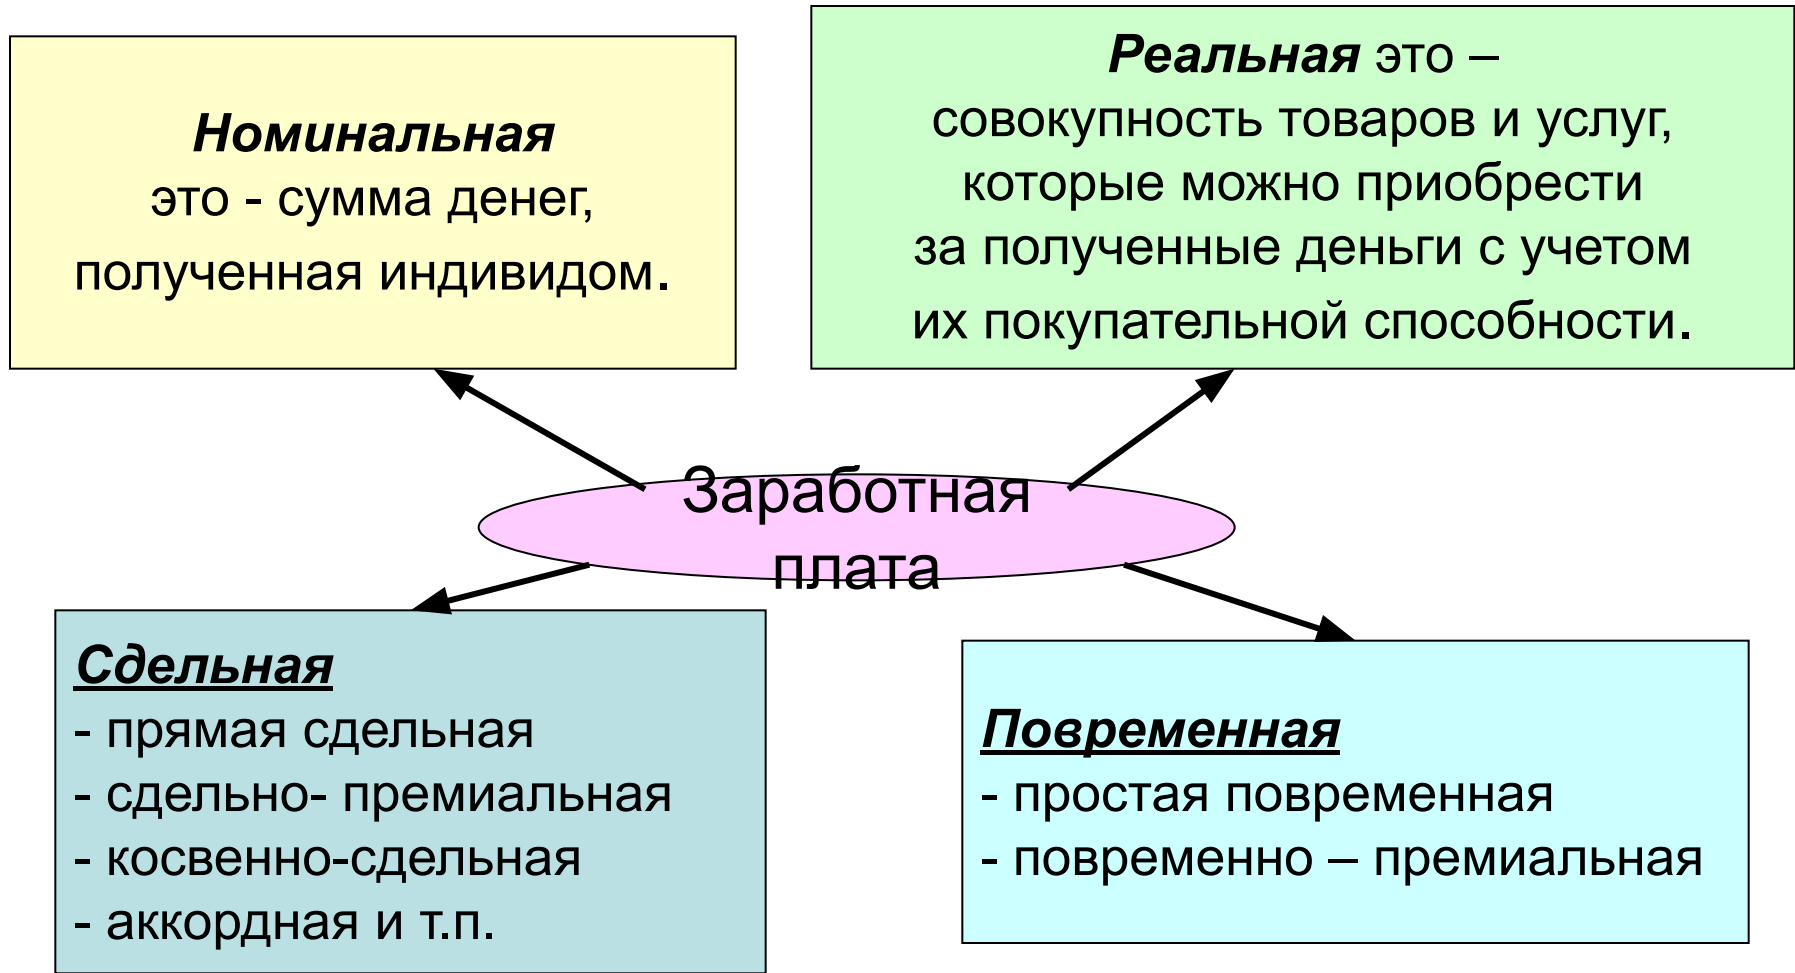 Номинальная
это - сумма денег,
полученная индивидом.
Реальная это –
совокупность товаров и услуг,
которые можно приобрести
за полученные деньги с учетом
их покупательной способности.
Заработная
плата
Сдельная
- прямая сдельная
- сдельно- премиальная
- косвенно-сдельная
- аккордная и т.п.
Повременная
- простая повременная
- повременно – премиальная